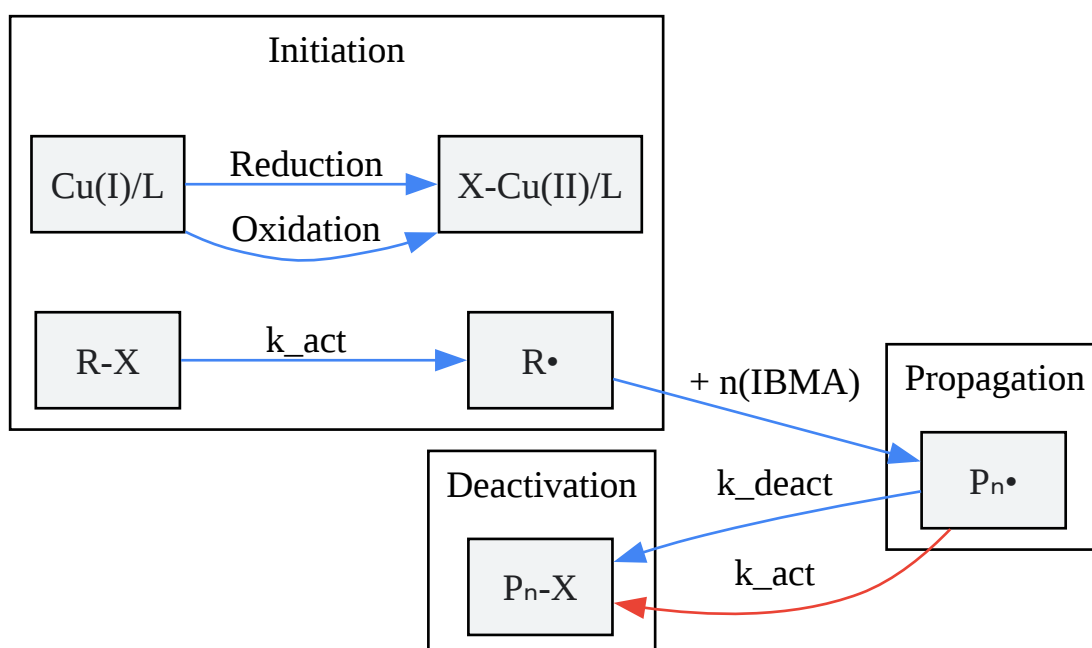 Initiation
Cu(I)/L
Reduction
X-Cu(II)/L
Oxidation
R-X
k_act
R•
+ n(IBMA)
Propagation
Pₙ•
Deactivation
k_deact
k_act
Pₙ-X